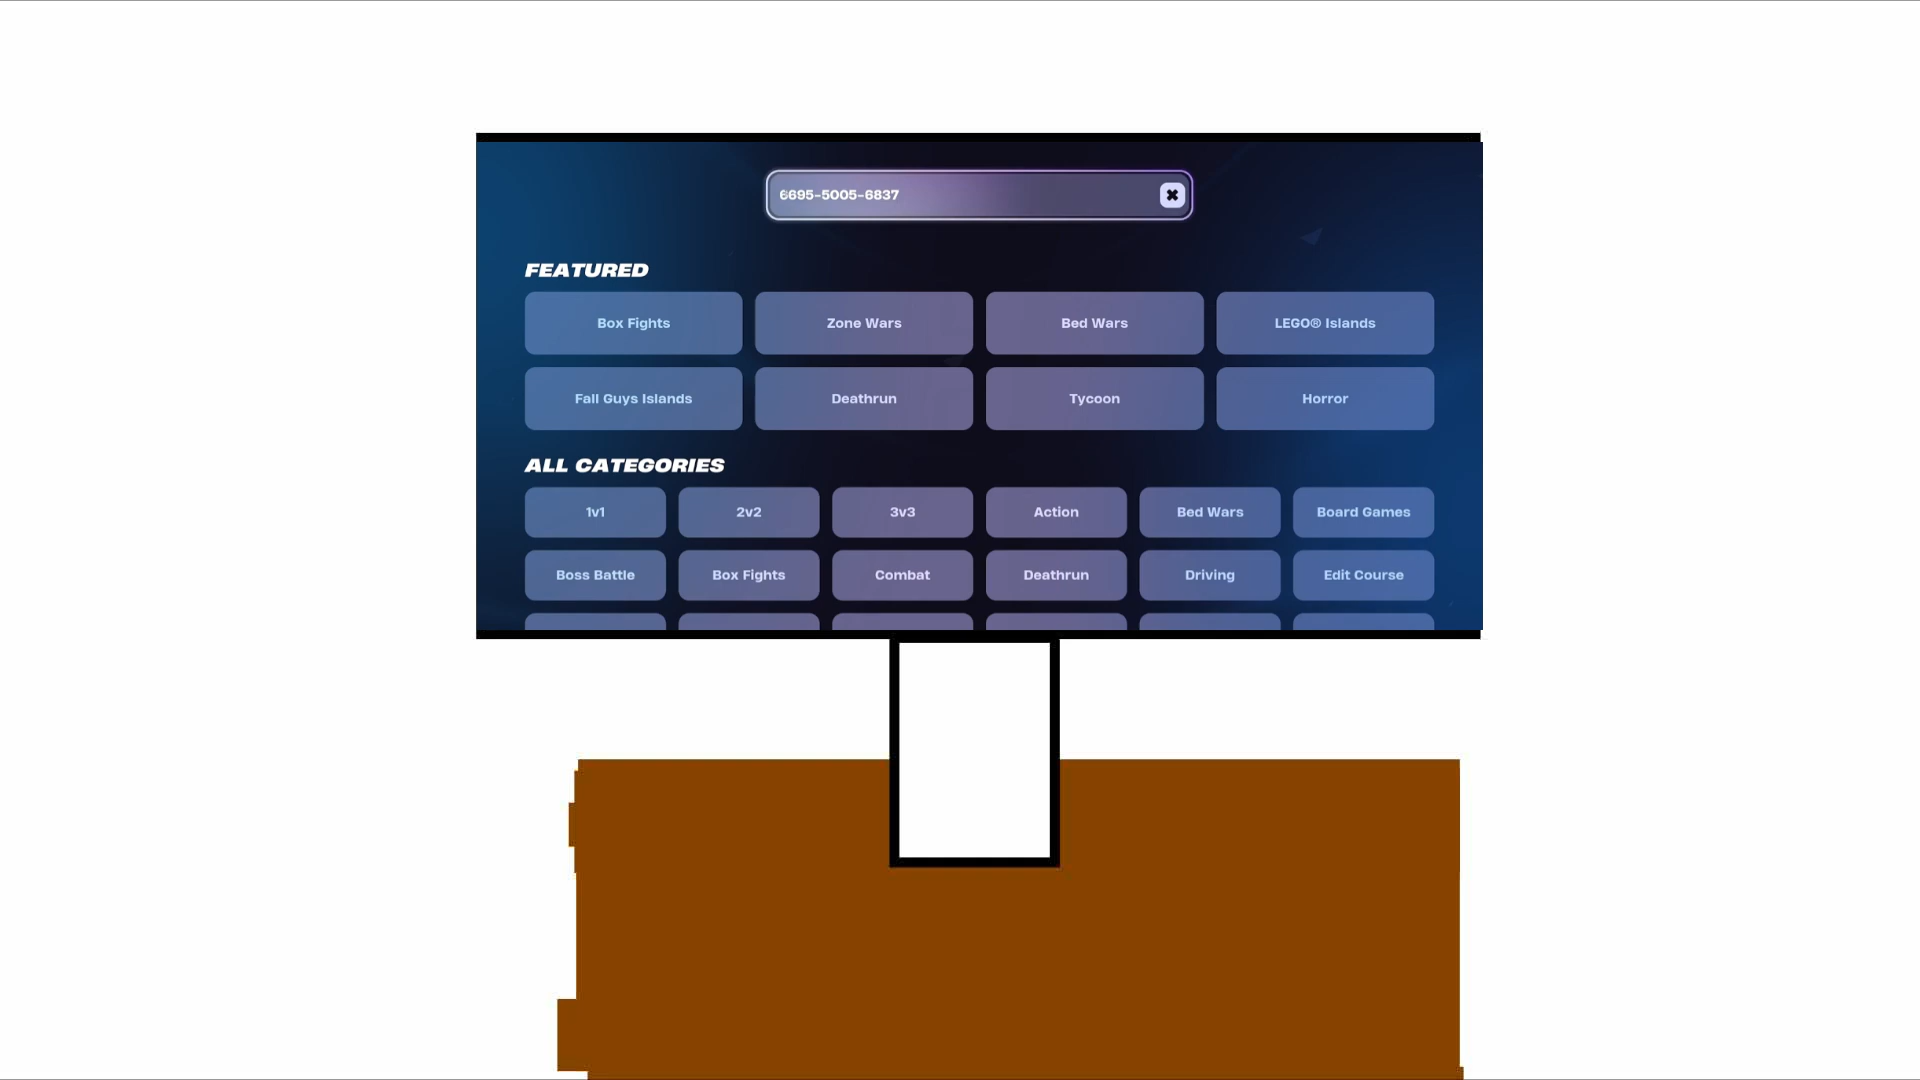 6695-5005-6837
FEATURED
Box Fights Zone Wars Bed Wars LEGO® Islands
Fall Guys Islands Deathrun Tycoon Horror
ALL CATEGORIES
1v1 2v2 3v3 Action Bed Wars Board Games
Boss Battle Box Fights Combat Deathrun Driving Edit Course